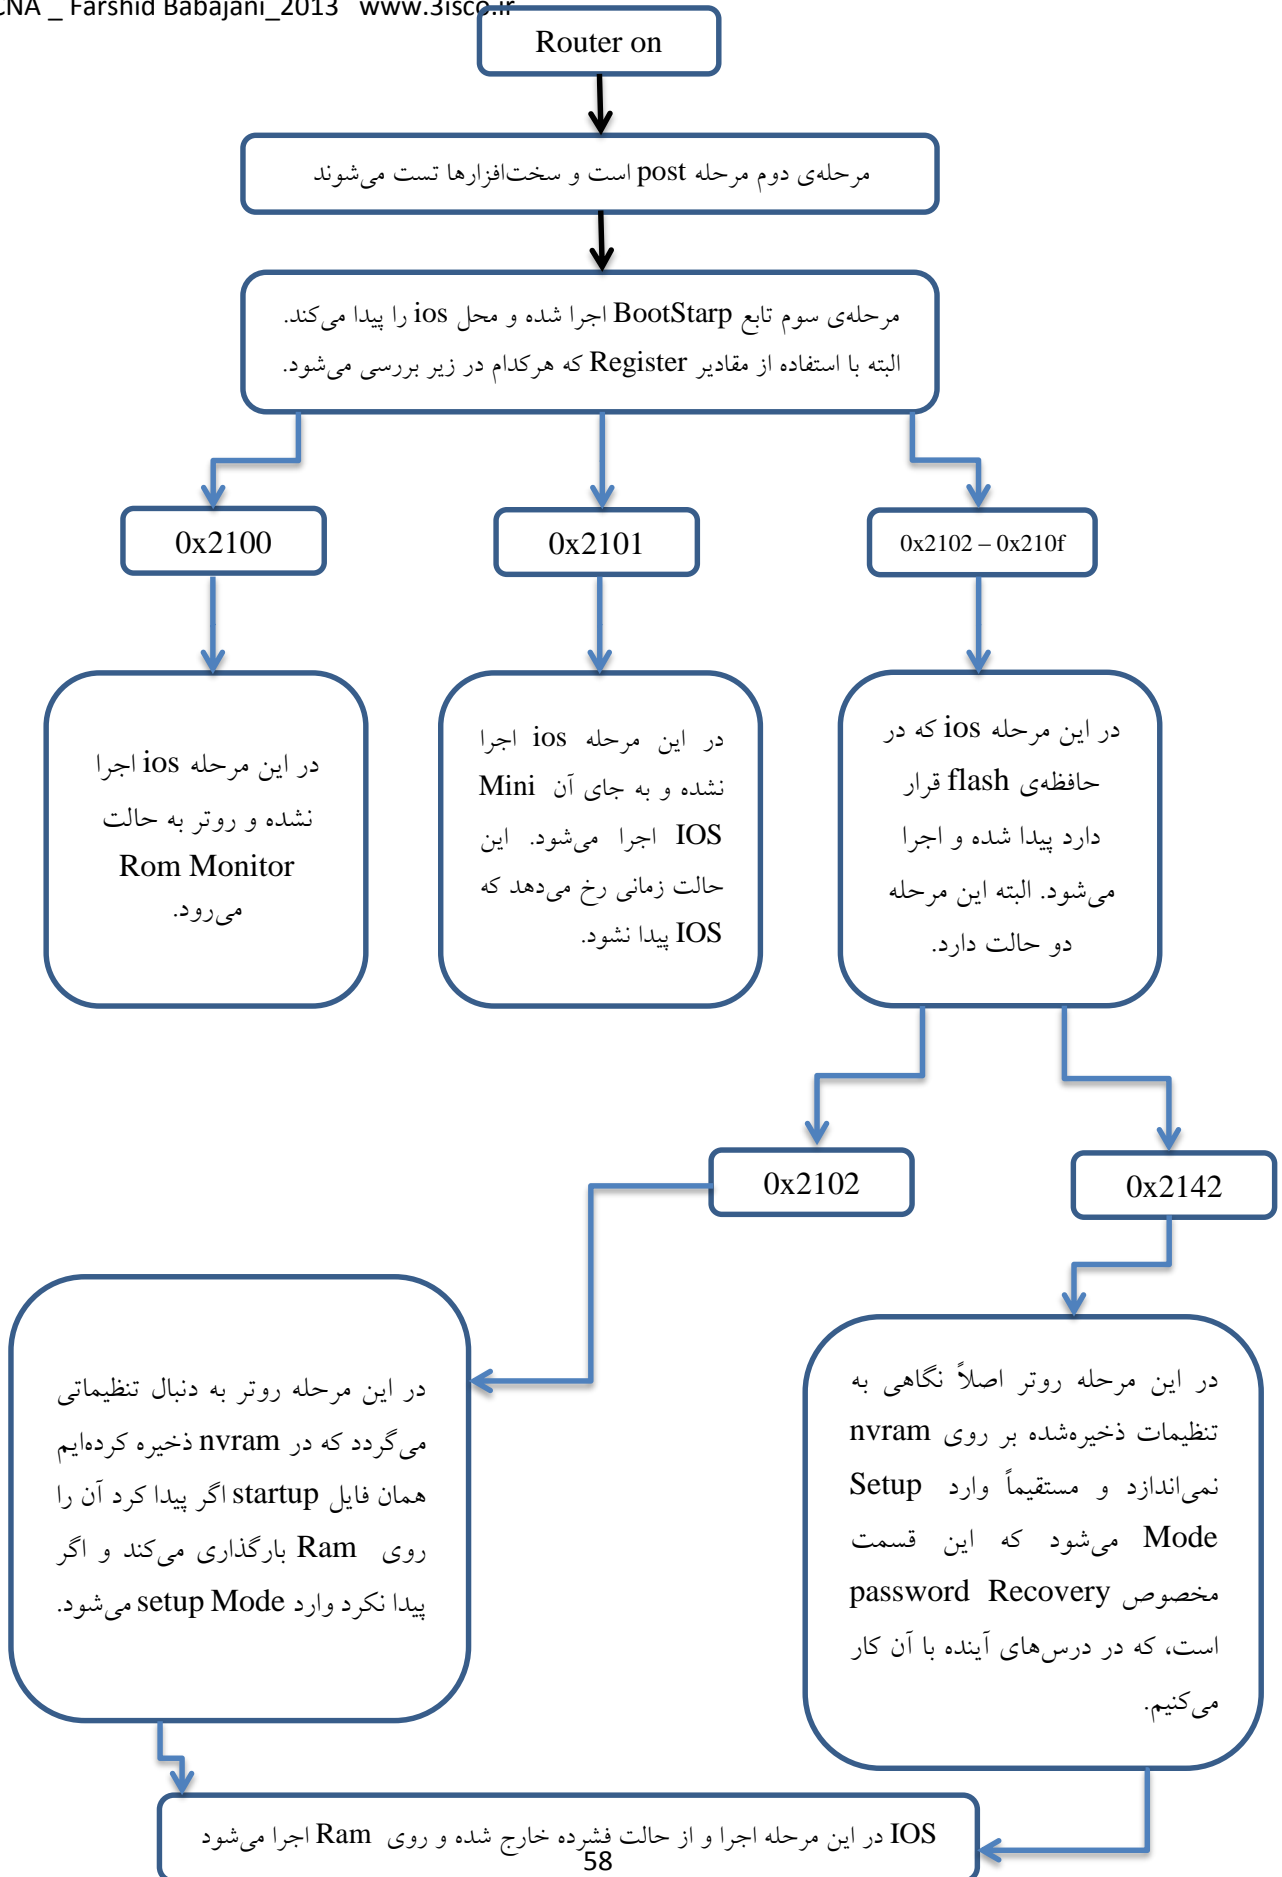 CNA _ Farshid Babajani_2013 www.3isco.ir
Router on
مرحله‌ی دوم مرحله post است و سخت‌افزارها تست می‌شوند
مرحله‌ی سوم تابع BootStarp اجرا شده و محل ios را پیدا می‌کند.
البته با استفاده از مقادیر Register که هرکدام در زیر بررسی می‌شود.
0x2100
0x2101
0x2102 – 0x210f
در این مرحله ios اجرا
نشده و روتر به حالت
Rom Monitor
می‌رود.
در این مرحله ios اجرا
نشده و به جای آن Mini
IOS اجرا می‌شود. این
حالت زمانی رخ می‌دهد که
IOS پیدا نشود.
در این مرحله ios که در
حافظه‌ی flash قرار
دارد پیدا شده و اجرا
می‌شود. البته این مرحله
دو حالت دارد.
0x2102
0x2142
در این مرحله روتر به دنبال تنظیماتی
می‌گردد که در nvram ذخیره کرده‌ایم
همان فایل startup اگر پیدا کرد آن را
روی Ram بارگذاری می‌کند و اگر
پیدا نکرد وارد setup Mode می‌شود.
در این مرحله روتر اصلاً نگاهی به
تنظیمات ذخیره‌شده بر روی nvram
نمی‌اندازد و مستقیماً وارد Setup
Mode می‌شود که این قسمت
مخصوص password Recovery
است، که در درس‌های آینده با آن کار
می‌کنیم.
IOS در این مرحله اجرا و از حالت فشرده خارج شده و روی Ram اجرا می‌شود
58